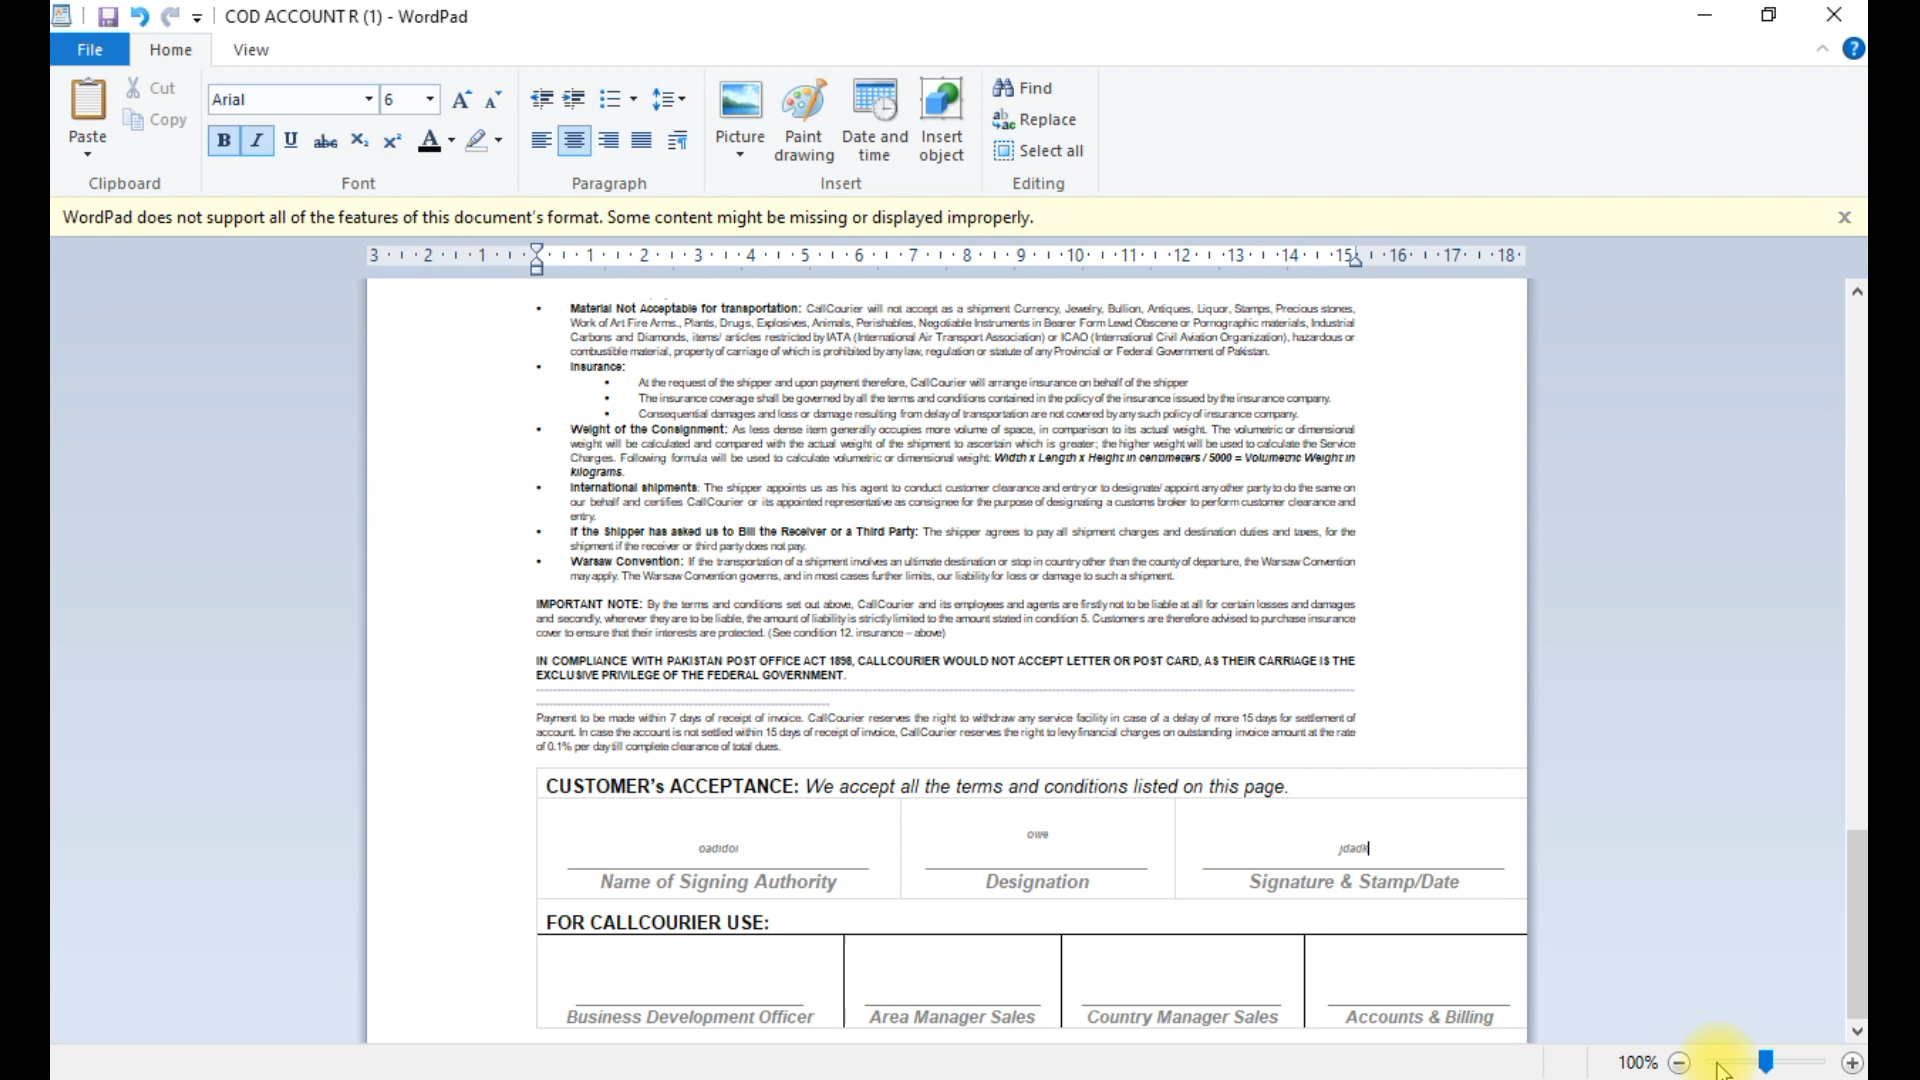 COD ACCOUNT R (1) - WordPad
File Home View
Paste
Cut
Copy
Clipboard
Arial 6
B I U abc X₂ X² A
Font
Paragraph
Picture
Paint drawing
Date and time
Insert object
Insert
Find
Replace
Select all
Editing
WordPad does not support all of the features of this document's format. Some content might be missing or displayed improperly.
3 2 1 1 2 3 4 5 6 7 8 9 10 11 12 13 14 15 16 17 18
• Material Not Acceptable for transportation: CallCourier will not accept as a shipment Currency, Jewelry, Bullion, Antiques, Liquor, Stamps, Precious stones,
Work of Art Fire Arms., Plants, Drugs, Explosives, Animals, Perishables, Negotiable Instruments in Bearer Form Lewd Obscene or Pornographic materials, Industrial
Carbons and Diamonds, items/ articles restricted by IATA (International Air Transport Association) or ICAO (International Civil Aviation Organization), hazardous or
combustible material, property of carriage of which is prohibited by any law, regulation or statute of any Provincial or Federal Government of Pakistan.
• Insurance:
• At the request of the shipper and upon payment therefore, CallCourier will arrange insurance on behalf of the shipper
• The insurance coverage shall be governed by all the terms and conditions contained in the policy of the insurance issued by the insurance company.
• Consequential damages and loss or damage resulting from delay of transportation are not covered by any such policy of insurance company.
• Weight of the Consignment: As less dense item generally occupies more volume of space, in comparison to its actual weight. The volumetric or dimensional
weight will be calculated and compared with the actual weight of the shipment to ascertain which is greater; the higher weight will be used to calculate the Service
Charges. Following formula will be used to calculate volumetric or dimensional weight: Width x Length x Height in centimeters / 5000 = Volumetric Weight in
kilograms.
• International shipments: The shipper appoints us as his agent to conduct customer clearance and entry or to designate/ appoint any other party to do the same on
our behalf and certifies CallCourier or its appointed representative as consignee for the purpose of designating a customs broker to perform customer clearance and
entry.
• If the Shipper has asked us to Bill the Receiver or a Third Party: The shipper agrees to pay all shipment charges and destination duties and taxes, for the
shipment if the receiver or third party does not pay.
• Warsaw Convention: If the transportation of a shipment involves an ultimate destination or stop in country other than the county of departure, the Warsaw Convention
may apply. The Warsaw Convention governs, and in most cases further limits, our liability for loss or damage to such a shipment.
IMPORTANT NOTE: By the terms and conditions set out above, CallCourier and its employees and agents are firstly not to be liable at all for certain losses and damages
and secondly, wherever they are to be liable, the amount of liability is strictly limited to the amount stated in condition 5. Customers are therefore advised to purchase insurance
cover to ensure that their interests are protected. (See condition 12. insurance – above)
IN COMPLIANCE WITH PAKISTAN POST OFFICE ACT 1898, CALLCOURIER WOULD NOT ACCEPT LETTER OR POST CARD, AS THEIR CARRIAGE IS THE
EXCLUSIVE PRIVILEGE OF THE FEDERAL GOVERNMENT.
Payment to be made within 7 days of receipt of invoice. CallCourier reserves the right to withdraw any service facility in case of a delay of more 15 days for settlement of
account. In case the account is not settled within 15 days of receipt of invoice, CallCourier reserves the right to levy financial charges on outstanding invoice amount at the rate
of 0.1% per day till complete clearance of total dues.
CUSTOMER's ACCEPTANCE: We accept all the terms and conditions listed on this page.
oadidoi owe jdadk
Name of Signing Authority Designation Signature & Stamp/Date
FOR CALLCOURIER USE:
Business Development Officer Area Manager Sales Country Manager Sales Accounts & Billing
100%